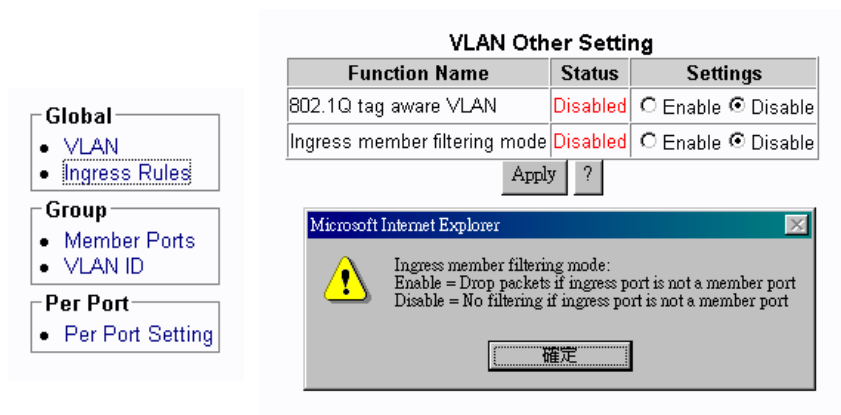 Global
VLAN
Ingress Rules
Group
Member Ports
VLAN ID
Per Port
Per Port Setting
VLAN Other Setting
Function Name Status Settings
802.1Q tag aware VLAN Disabled Enable Disable
Ingress member filtering mode Disabled Enable Disable
Apply ?
Microsoft Internet Explorer
Ingress member filtering mode:
Enable = Drop packets if ingress port is not a member port
Disable = No filtering if ingress port is not a member port
確定